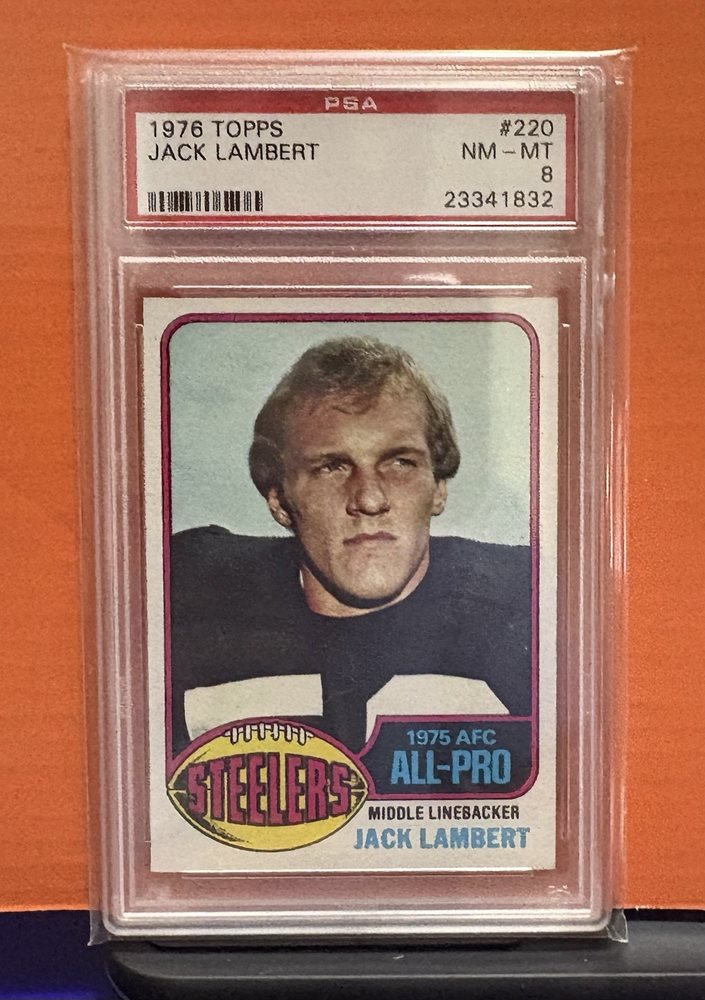 PSA
1976 TOPPS #220
JACK LAMBERT NM-MT
8
23341832
STEELERS
1975 AFC
ALL-PRO
MIDDLE LINEBACKER
JACK LAMBERT